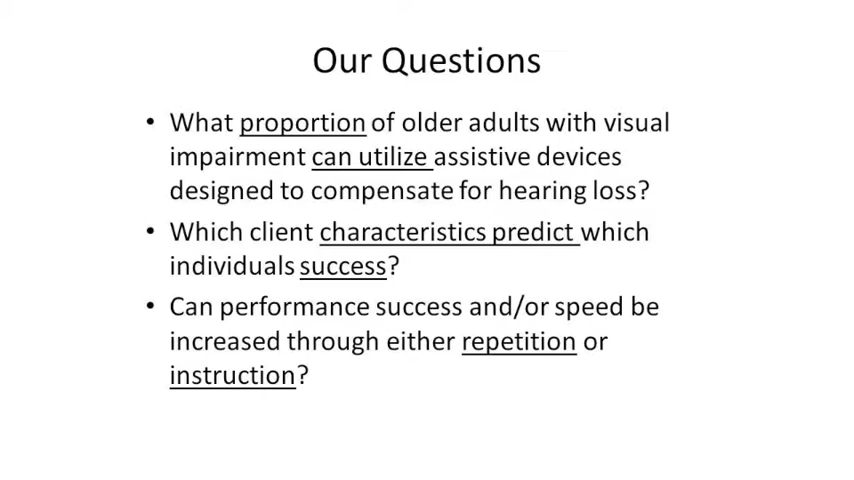 Our Questions
• What proportion of older adults with visual
impairment can utilize assistive devices
designed to compensate for hearing loss?
• Which client characteristics predict which
individuals success?
• Can performance success and/or speed be
increased through either repetition or
instruction?